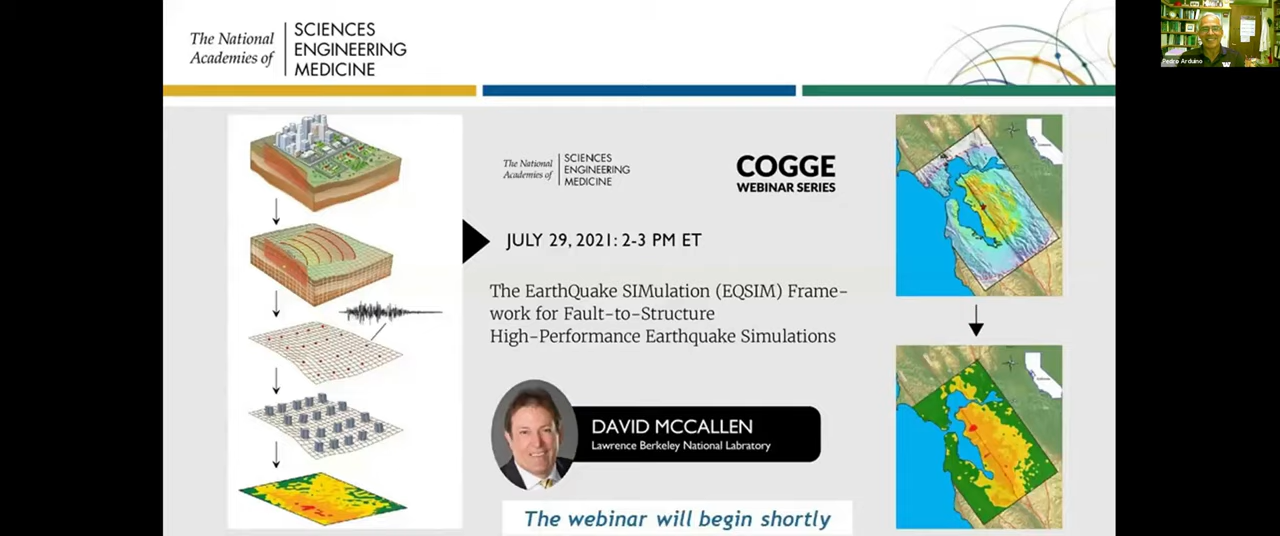 The National
Academies of
SCIENCES
ENGINEERING
MEDICINE
Pedro Arduino
W
The National
Academies of
SCIENCES
ENGINEERING
MEDICINE
COGGE
WEBINAR SERIES
JULY 29, 2021: 2-3 PM ET
The EarthQuake SIMulation (EQSIM) Frame-
work for Fault-to-Structure
High-Performance Earthquake Simulations
DAVID MCCALLEN
Lawrence Berkeley National Labratory
The webinar will begin shortly